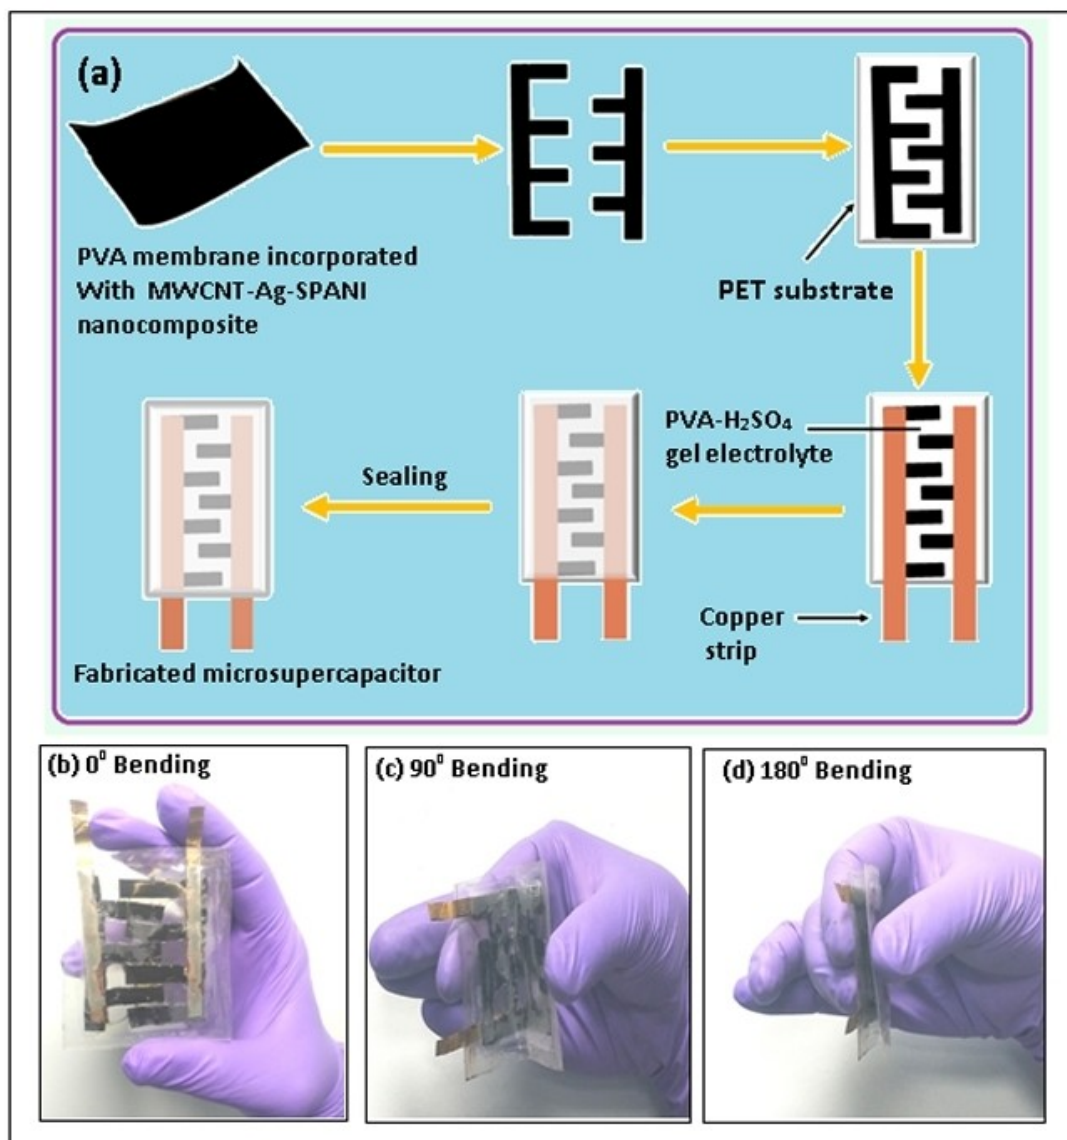 (a)
PVA membrane incorporated
With MWCNT-Ag-SPANI
nanocomposite
PET substrate
PVA-H₂SO₄
gel electrolyte
Sealing
Copper
strip
Fabricated microsupercapacitor
(b) 0⁰ Bending
(c) 90⁰ Bending
(d) 180⁰ Bending